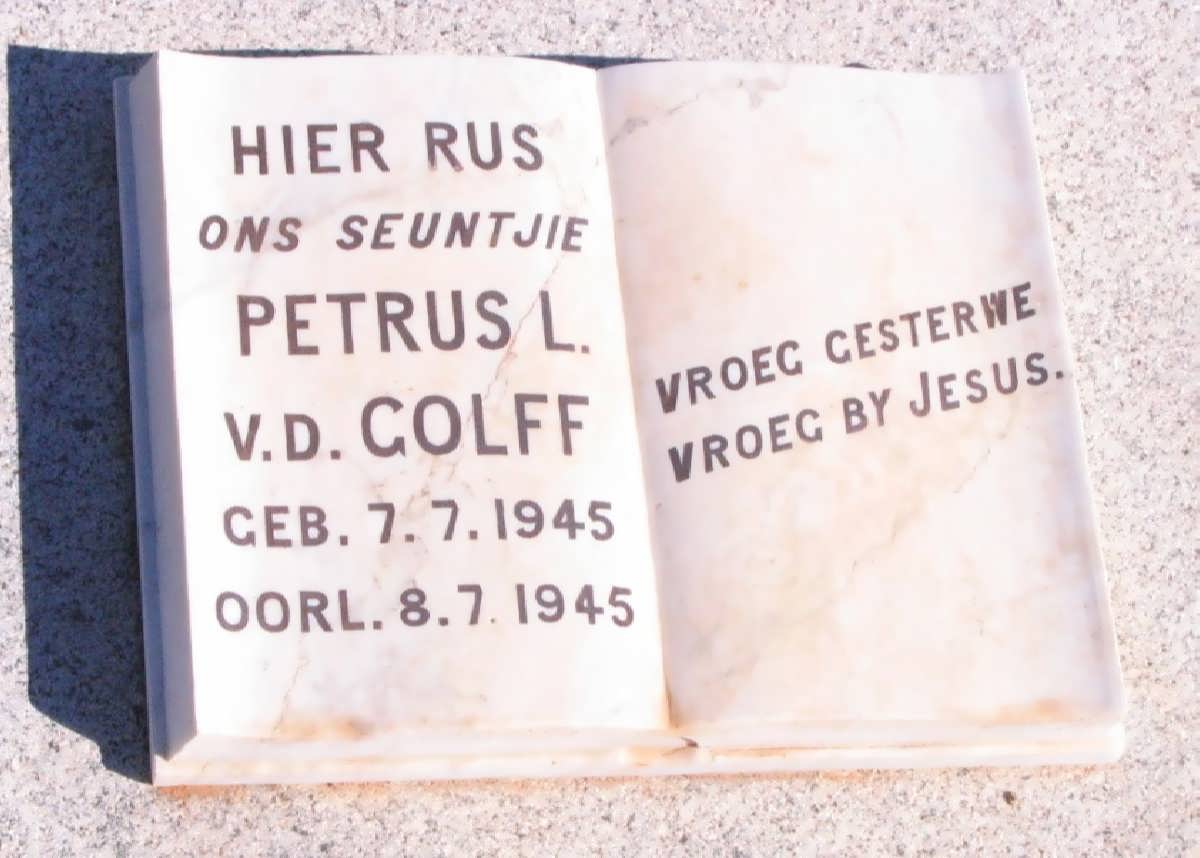 HIER RUS
ONS SEUNTJIE
PETRUS L.
V.D. GOLFF
GEB. 7. 7. 1945
OORL. 8. 7. 1945
VROEG GESTERWE
VROEG BY JESUS.